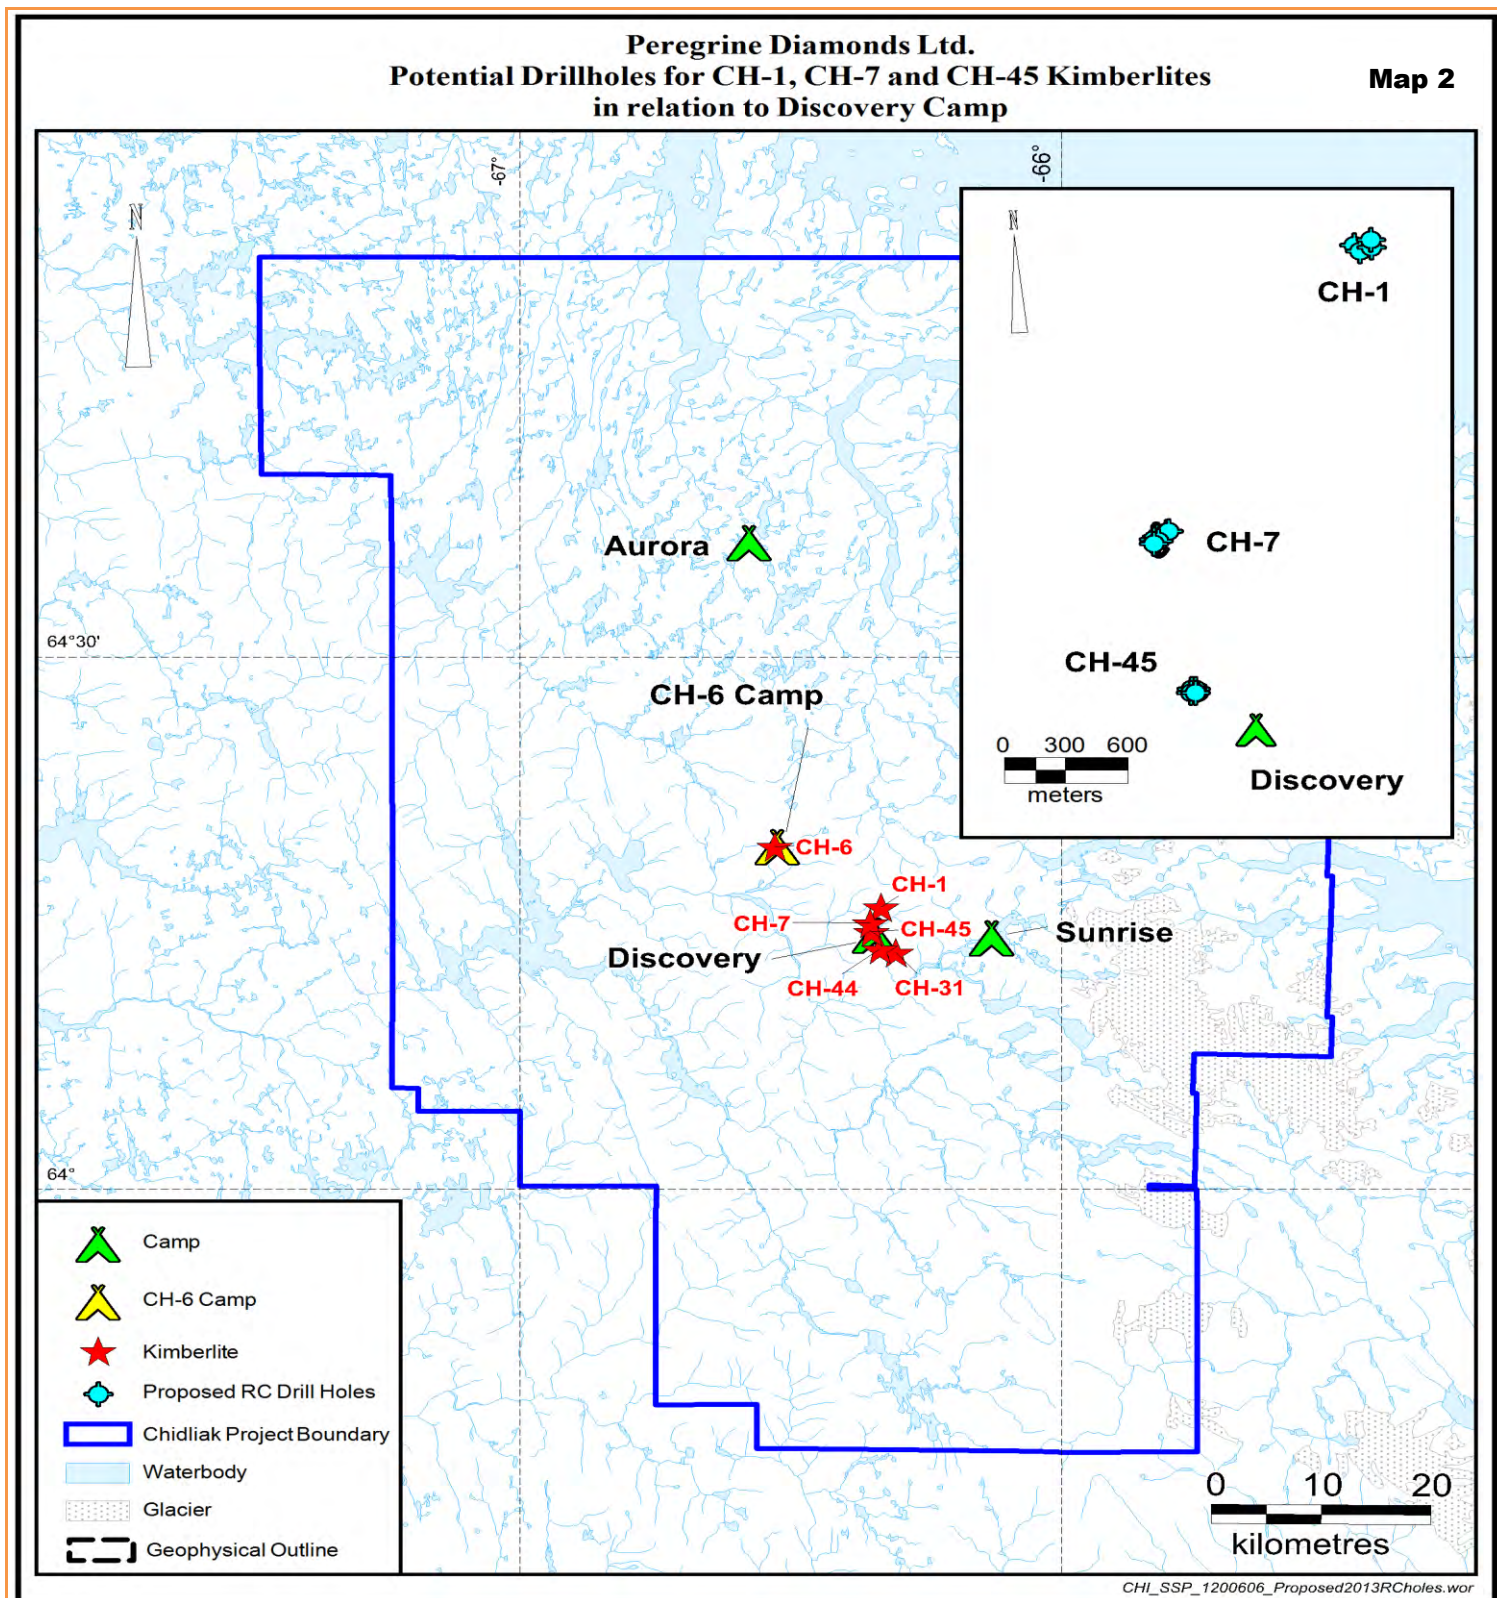 Peregrine Diamonds Ltd.
Potential Drillholes for CH-1, CH-7 and CH-45 Kimberlites
in relation to Discovery Camp
Map 2
-67°
-66°
N
N
CH-1
CH-7
CH-45
Discovery
0 300 600
meters
Aurora
64°30'
CH-6 Camp
CH-6
CH-1
CH-7
CH-45
Sunrise
Discovery
CH-44
CH-31
64°
Camp
CH-6 Camp
Kimberlite
Proposed RC Drill Holes
Chidliak Project Boundary
Waterbody
Glacier
Geophysical Outline
0 10 20
kilometres
CHI_SSP_1200606_Proposed2013RCholes.wor